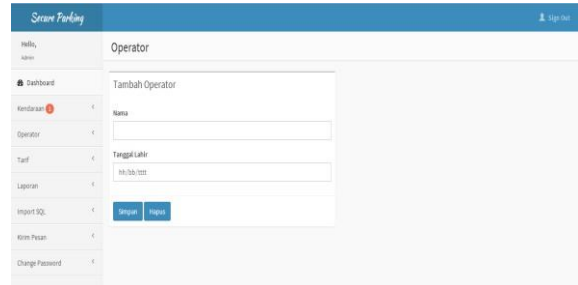 Secure Parking
Sign Out
Hello,
Admin
Operator
Dashboard
Tambah Operator
Kendaraan
Nama
Operator
Tanggal Lahir
Tarif
hh/bb/tttt
Laporan
Import SQL
Simpan Hapus
Kirim Pesan
Change Password